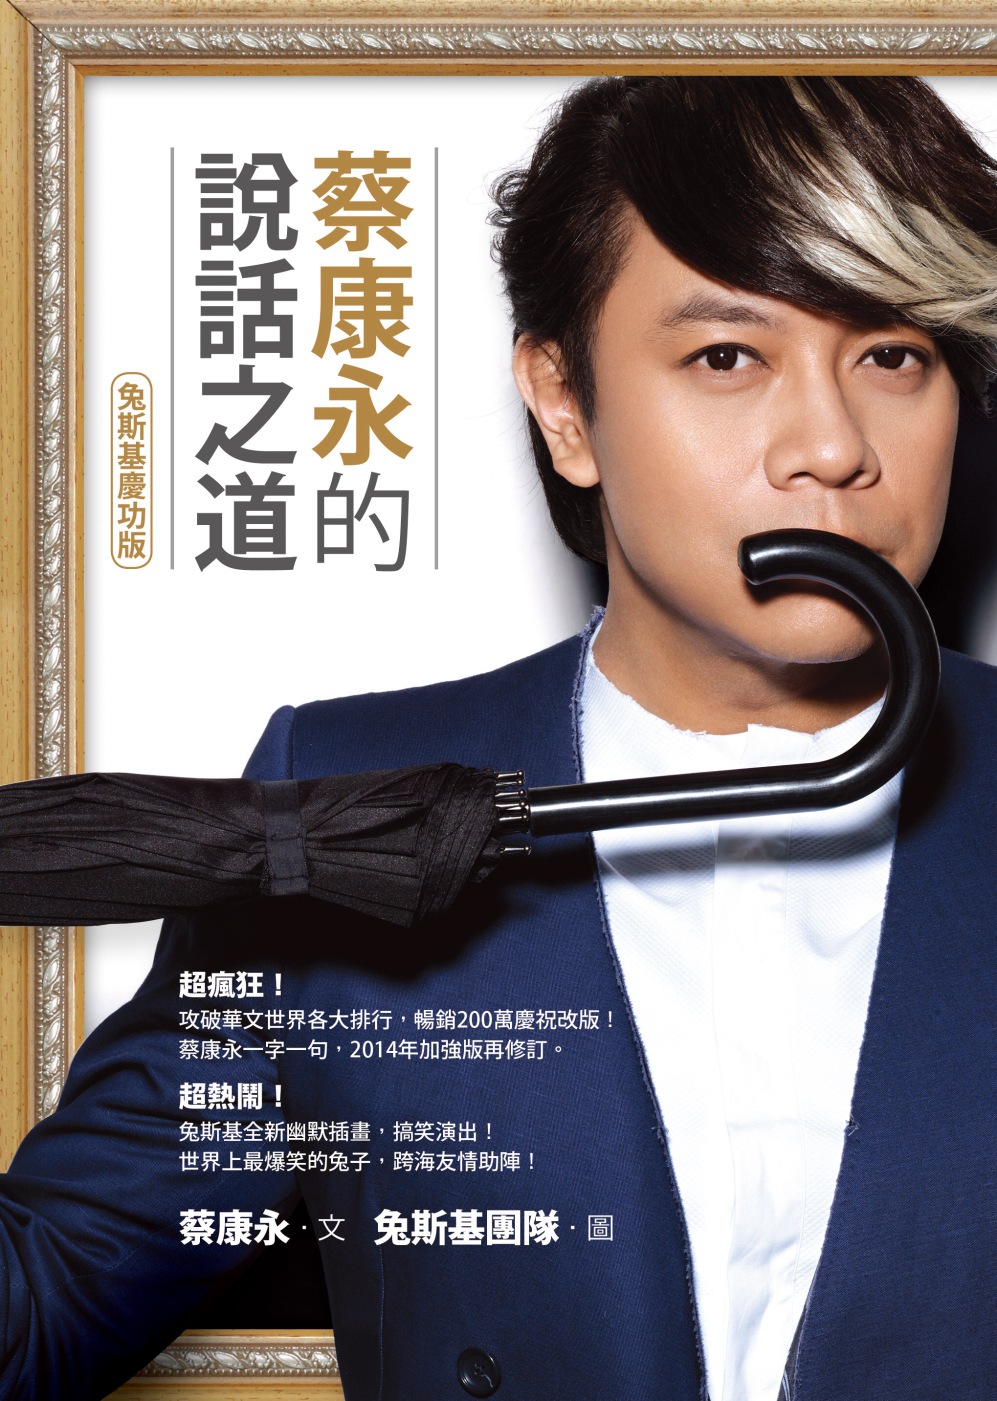 蔡康永的
說話之道
兔斯基慶功版
超瘋狂！
攻破華文世界各大排行，暢銷200萬慶祝改版！
蔡康永一字一句，2014年加強版再修訂。
超熱鬧！
兔斯基全新幽默插畫，搞笑演出！
世界上最爆笑的兔子，跨海友情助陣！
蔡康永·文 兔斯基團隊·圖